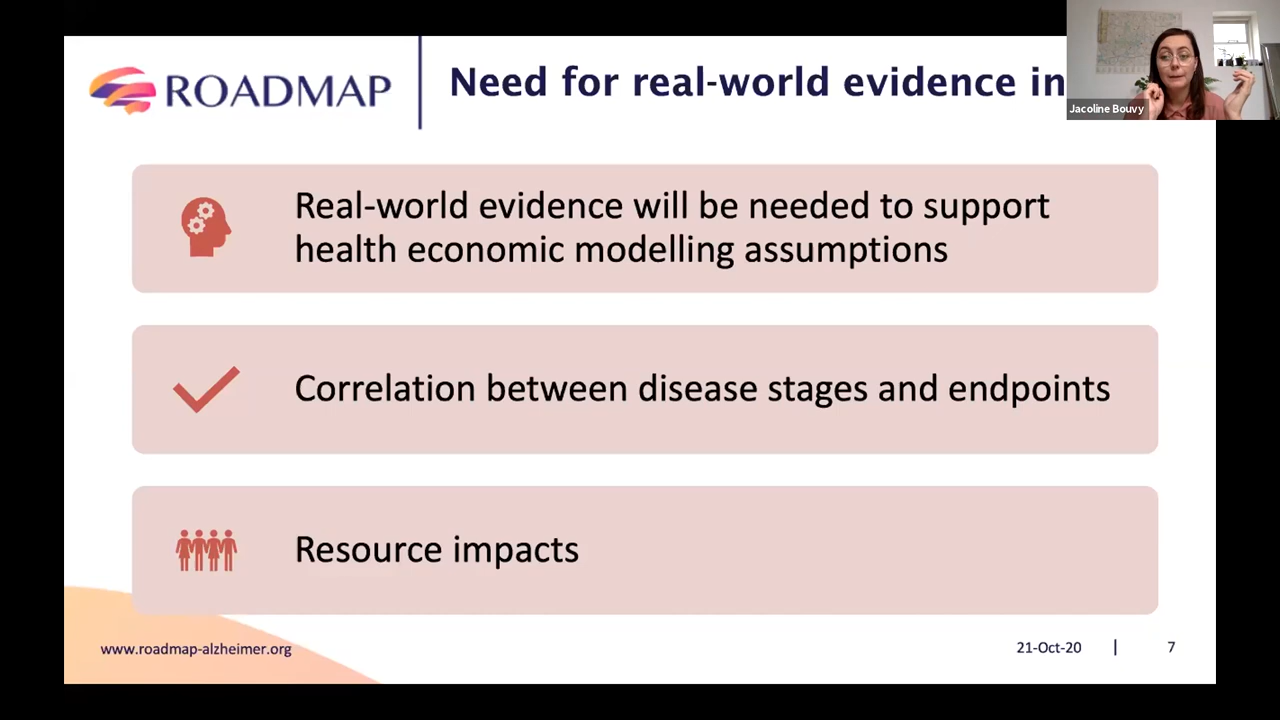 ROADMAP
Need for real-world evidence in
Jacoline Bouvy
Real-world evidence will be needed to support
health economic modelling assumptions
Correlation between disease stages and endpoints
Resource impacts
www.roadmap-alzheimer.org
21-Oct-20 | 7